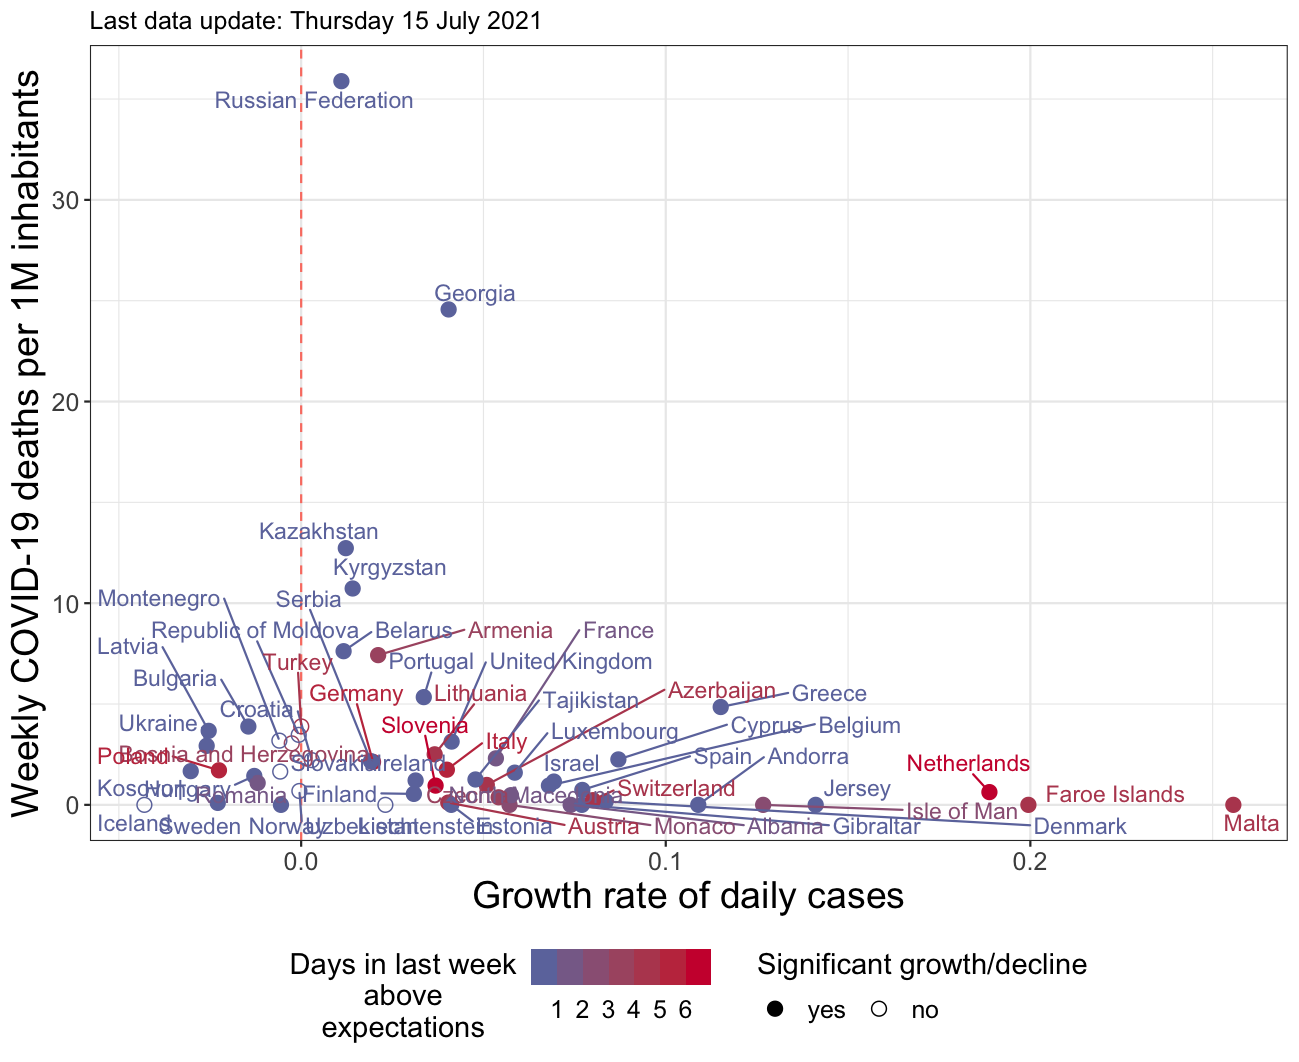 Last data update: Thursday 15 July 2021
Weekly COVID-19 deaths per 1M inhabitants
30
20
10
0
Russian Federation
Georgia
Kazakhstan
Kyrgyzstan
Montenegro
Serbia
Republic of Moldova
Belarus
Armenia
France
Latvia
Turkey
Portugal
United Kingdom
Bulgaria
Germany
Lithuania
Tajikistan
Azerbaijan
Greece
Croatia
Ukraine
Slovenia
Italy
Luxembourg
Cyprus
Belgium
Poland
Bosnia and Herzegovina
Slovakia
Ireland
Israel
Spain
Andorra
Netherlands
Kosovo
Hungary
Romania
Finland
North Macedonia
Switzerland
Jersey
Faroe Islands
Isle of Man
Iceland
Sweden
Norway
Uzbekistan
Liechtenstein
Estonia
Austria
Monaco
Albania
Gibraltar
Denmark
Malta
0.0
0.1
0.2
Growth rate of daily cases
Days in last week
above
expectations
1 2 3 4 5 6
Significant growth/decline
yes
no